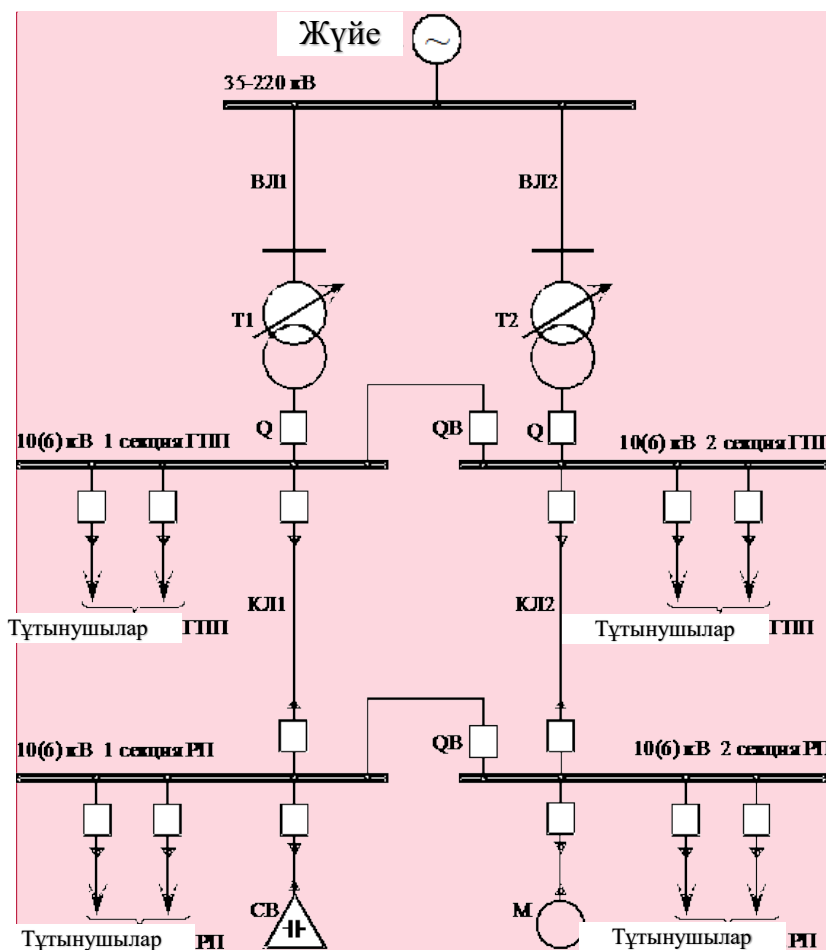 Жүйе
35-220 кВ
ВЛ1
ВЛ2
Т1
Т2
Q
QB
Q
10(6) кВ 1 секция ГПП
10(6) кВ 2 секция ГПП
КЛ1
КЛ2
Тұтынушылар ГПП
Тұтынушылар ГПП
QB
10(6) кВ 1 секция РП
10(6) кВ 2 секция РП
СВ
М
Тұтынушылар РП
Тұтынушылар РП